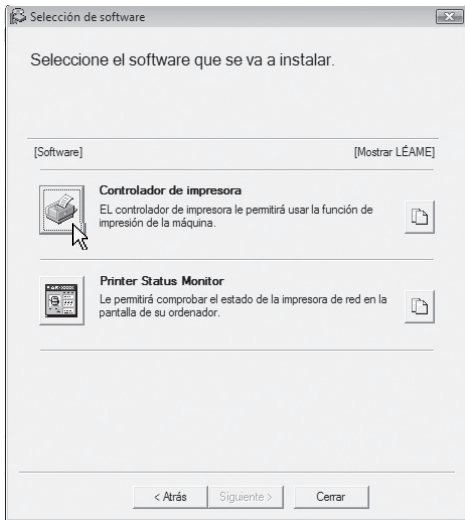 Selección de software
Seleccione el software que se va a instalar.
[Software] [Mostrar LÉAME]
Controlador de impresora
EL controlador de impresora le permitirá usar la función de
impresión de la máquina.
Printer Status Monitor
Le permitirá comprobar el estado de la impresora de red en la
pantalla de su ordenador.
< Atrás Siguiente > Cerrar